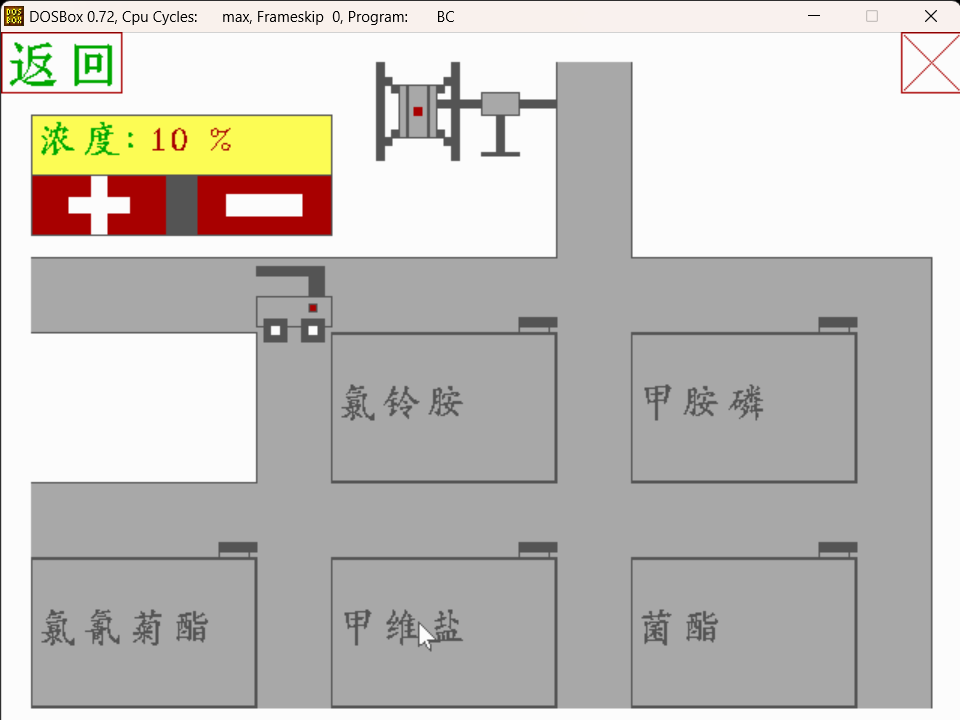 DOSBox 0.72, Cpu Cycles: max, Frameskip 0, Program: BC
返回
浓度：10 %
氯铃胺
甲胺磷
氯氰菊酯
甲维盐
菌酯